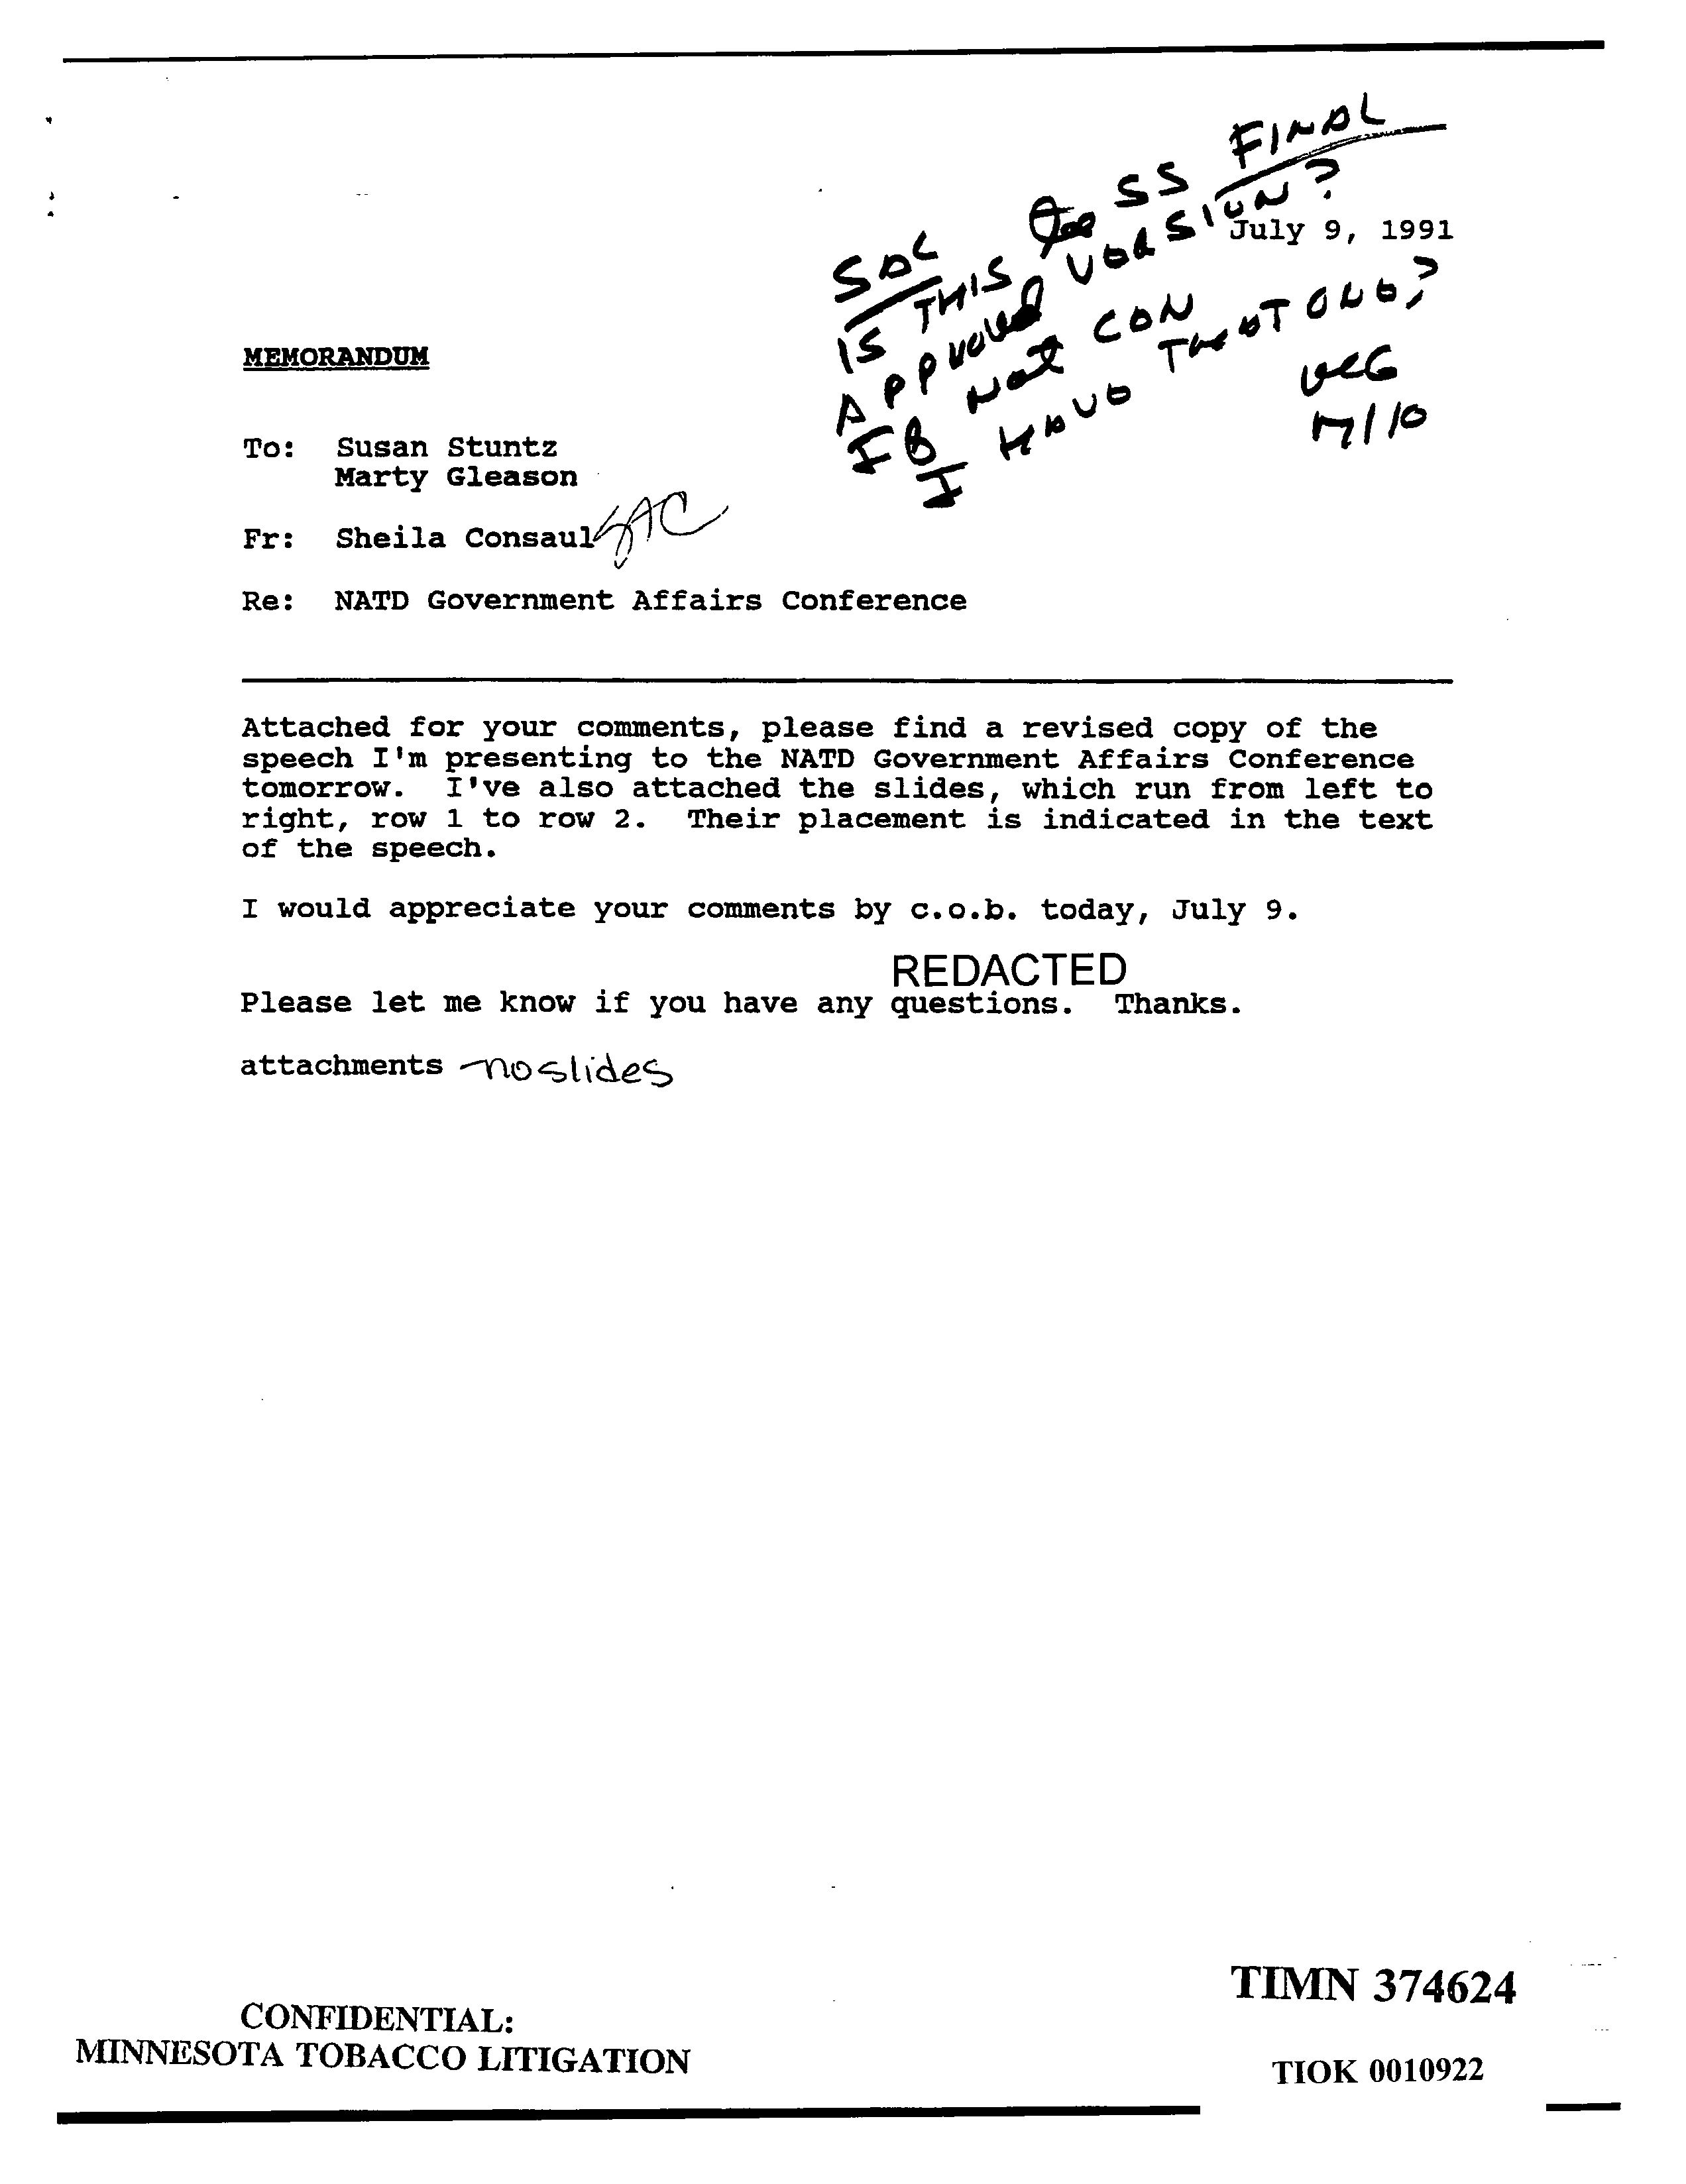 FINAL
SAC
IS THIS SS
APPROVED VERSION?
IF NOT CAN
I HAVE THAT ONE?
7/10
July 9, 1991
MEMORANDUM
To: Susan Stuntz
Marty Gleason
Fr: Sheila Consaul SAC
Re: NATD Government Affairs Conference
Attached for your comments, please find a revised copy of the
speech I'm presenting to the NATD Government Affairs Conference
tomorrow. I've also attached the slides, which run from left to
right, row 1 to row 2. Their placement is indicated in the text
of the speech.
I would appreciate your comments by c.o.b. today, July 9.
REDACTED
Please let me know if you have any questions. Thanks.
attachments - no slides
TIMN 374624
CONFIDENTIAL:
MINNESOTA TOBACCO LITIGATION
TIOK 0010922